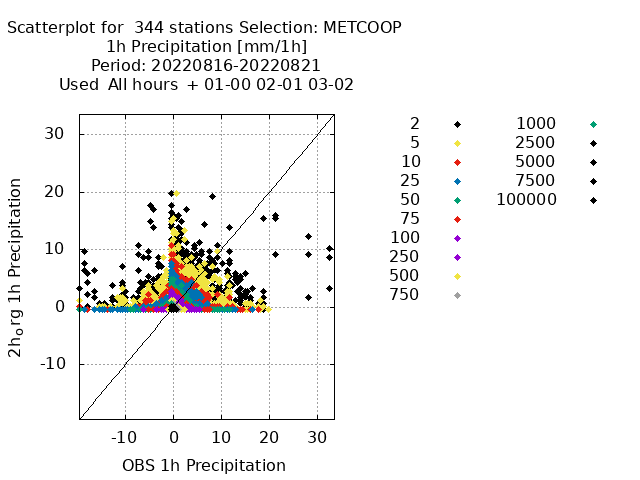 Scatterplot for 344 stations Selection: METCOOP
1h Precipitation [mm/1h]
Period: 20220816-20220821
Used All hours + 01-00 02-01 03-02
2 1000
5 2500
10 5000
25 7500
50 100000
75
100
250
500
750
30
20
10
0
-10
-10 0 10 20 30
2horg 1h Precipitation
OBS 1h Precipitation